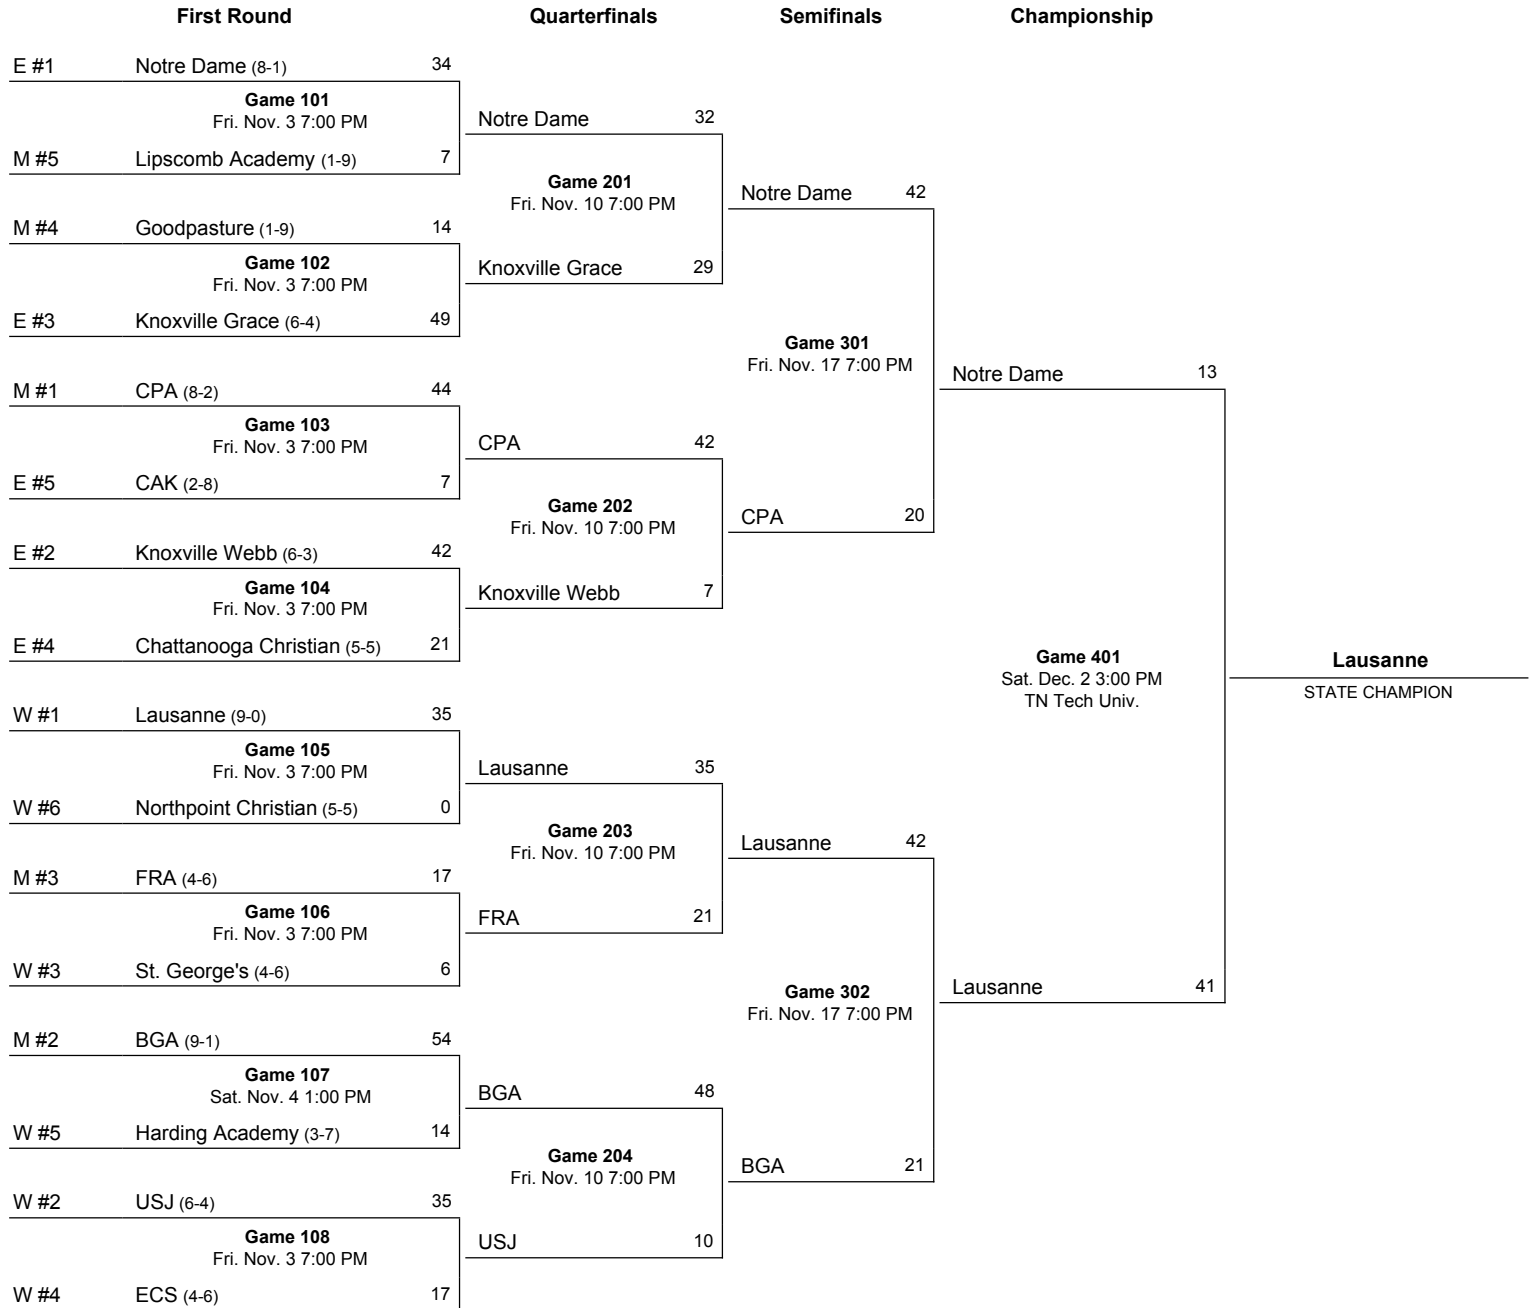 First Round Quarterfinals Semifinals Championship
E #1 Notre Dame (8-1) 34
Game 101
Fri. Nov. 3 7:00 PM
M #5 Lipscomb Academy (1-9) 7
M #4 Goodpasture (1-9) 14
Game 102
Fri. Nov. 3 7:00 PM
E #3 Knoxville Grace (6-4) 49
M #1 CPA (8-2) 44
Game 103
Fri. Nov. 3 7:00 PM
E #5 CAK (2-8) 7
E #2 Knoxville Webb (6-3) 42
Game 104
Fri. Nov. 3 7:00 PM
E #4 Chattanooga Christian (5-5) 21
W #1 Lausanne (9-0) 35
Game 105
Fri. Nov. 3 7:00 PM
W #6 Northpoint Christian (5-5) 0
M #3 FRA (4-6) 17
Game 106
Fri. Nov. 3 7:00 PM
W #3 St. George's (4-6) 6
M #2 BGA (9-1) 54
Game 107
Sat. Nov. 4 1:00 PM
W #5 Harding Academy (3-7) 14
W #2 USJ (6-4) 35
Game 108
Fri. Nov. 3 7:00 PM
W #4 ECS (4-6) 17
Notre Dame 32
Game 201
Fri. Nov. 10 7:00 PM
Knoxville Grace 29
CPA 42
Game 202
Fri. Nov. 10 7:00 PM
Knoxville Webb 7
Lausanne 35
Game 203
Fri. Nov. 10 7:00 PM
FRA 21
BGA 48
Game 204
Fri. Nov. 10 7:00 PM
USJ 10
Notre Dame 42
Game 301
Fri. Nov. 17 7:00 PM
CPA 20
Lausanne 42
Game 302
Fri. Nov. 17 7:00 PM
BGA 21
Notre Dame 13
Game 401
Sat. Dec. 2 3:00 PM
TN Tech Univ.
Lausanne 41
Lausanne
STATE CHAMPION